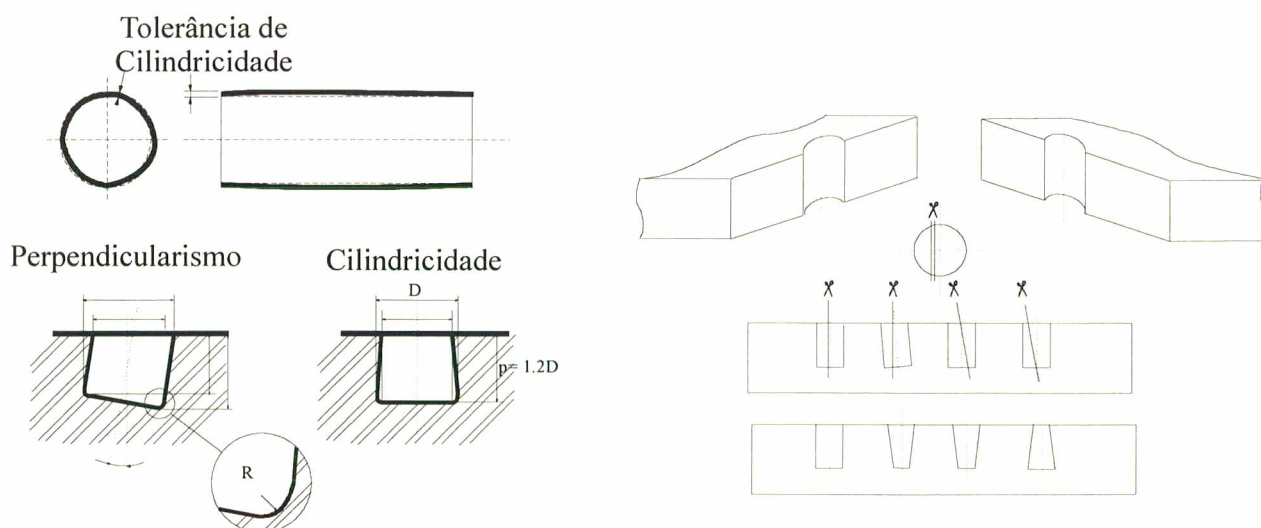 Tolerância de
Cilindricidade
Perpendicularismo
Cilindricidade
D
p= 1.2D
R